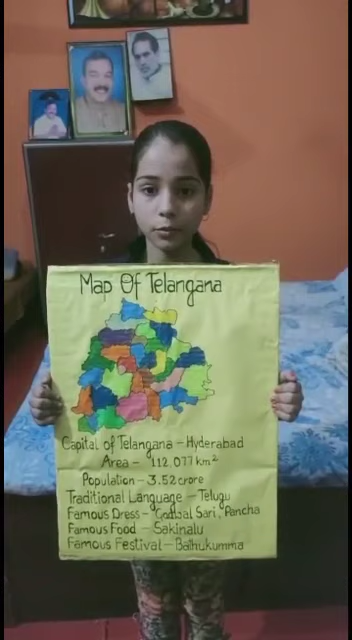 Map Of Telangana
Capital of Telangana - Hyderabad
Area - 112.077 km²
Population - 3.52 crore
Traditional Language - Telugu
Famous Dress - Gadbal Sari, Pancha
Famous Food - Sakinalu
Famous Festival - Bathukumma